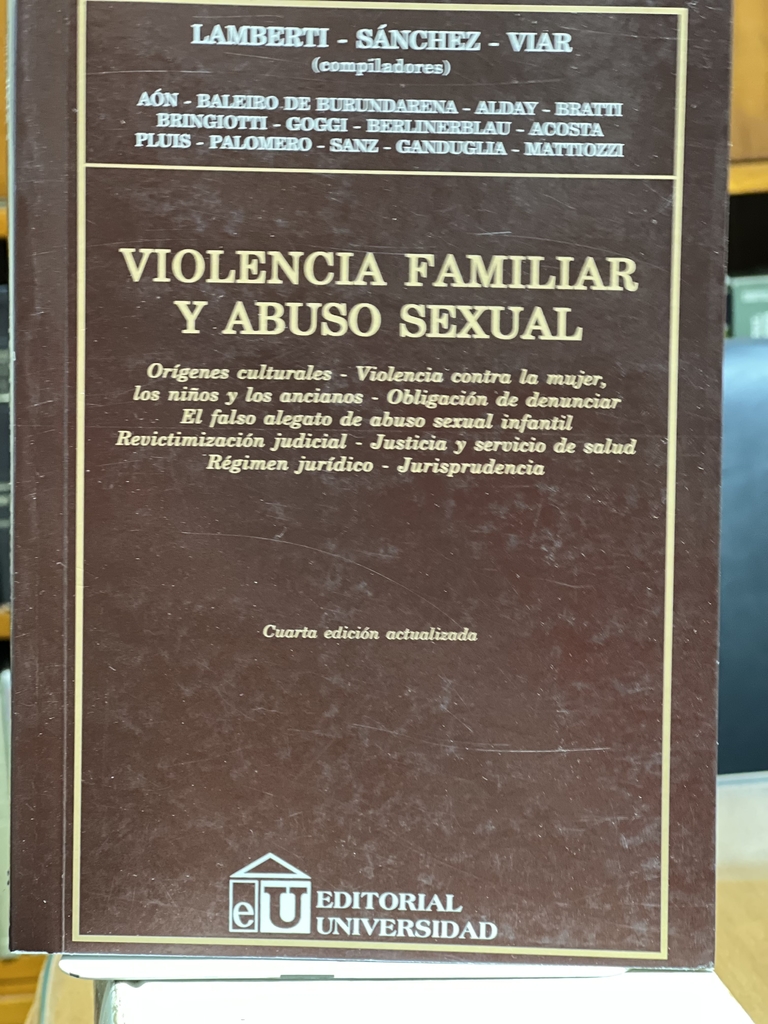 LAMBERTI - SÁNCHEZ - VIAR
(compiladores)
AÓN - BALEIRO DE BURUNDARENA - ALDAY - BRATTI
BRINGIOTTI - GOGGI - BERLINERBLAU - ACOSTA
PLUIS - PALOMERO - SANZ - GANDUGLIA - MATTIOZZI
VIOLENCIA FAMILIAR
Y ABUSO SEXUAL
Orígenes culturales - Violencia contra la mujer,
los niños y los ancianos - Obligación de denunciar
El falso alegato de abuso sexual infantil
Revictimización judicial - Justicia y servicio de salud
Régimen jurídico - Jurisprudencia
Cuarta edición actualizada
eU EDITORIAL
UNIVERSIDAD